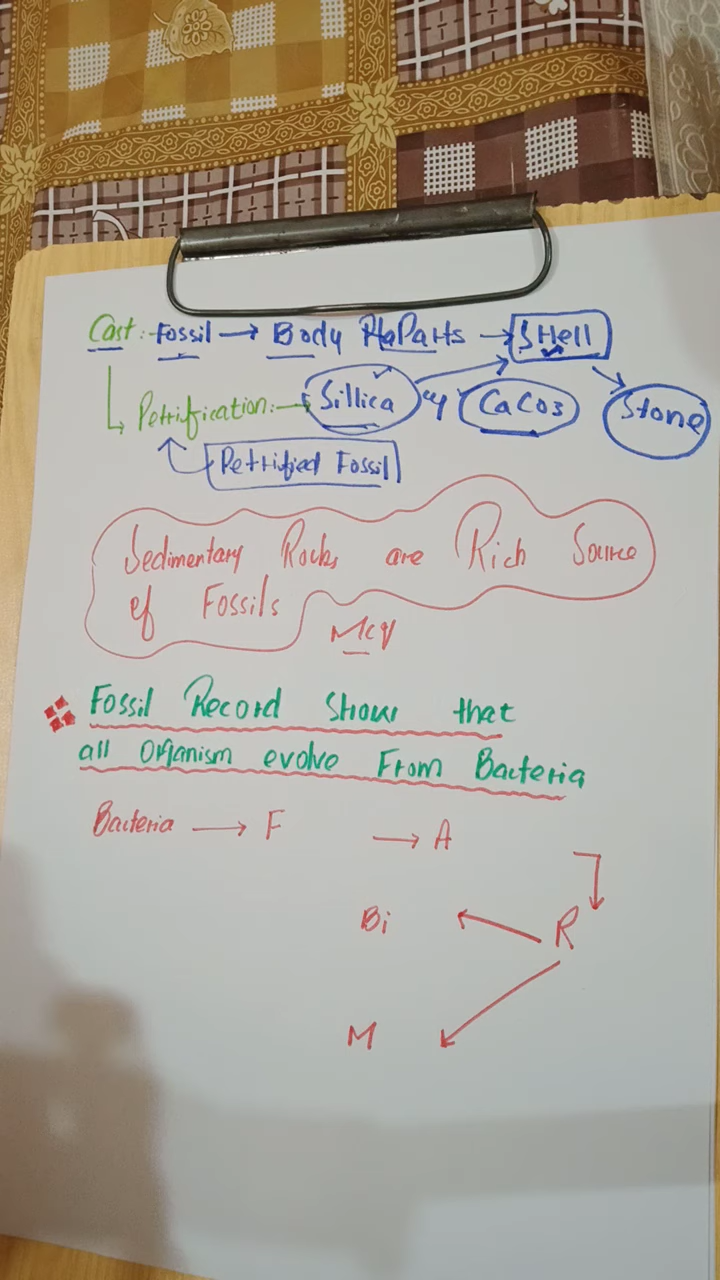 Cast:- Fossil → Body Parts → SHell
Petrification:- → Sillica CaCo3 Stone
Petrified Fossil
Sedimentary Rocks are Rich Source
of Fossils
Mcq
Fossil Record Show that
all Organism evolve From Bacteria
Bacteria → F → A
Bi R
M